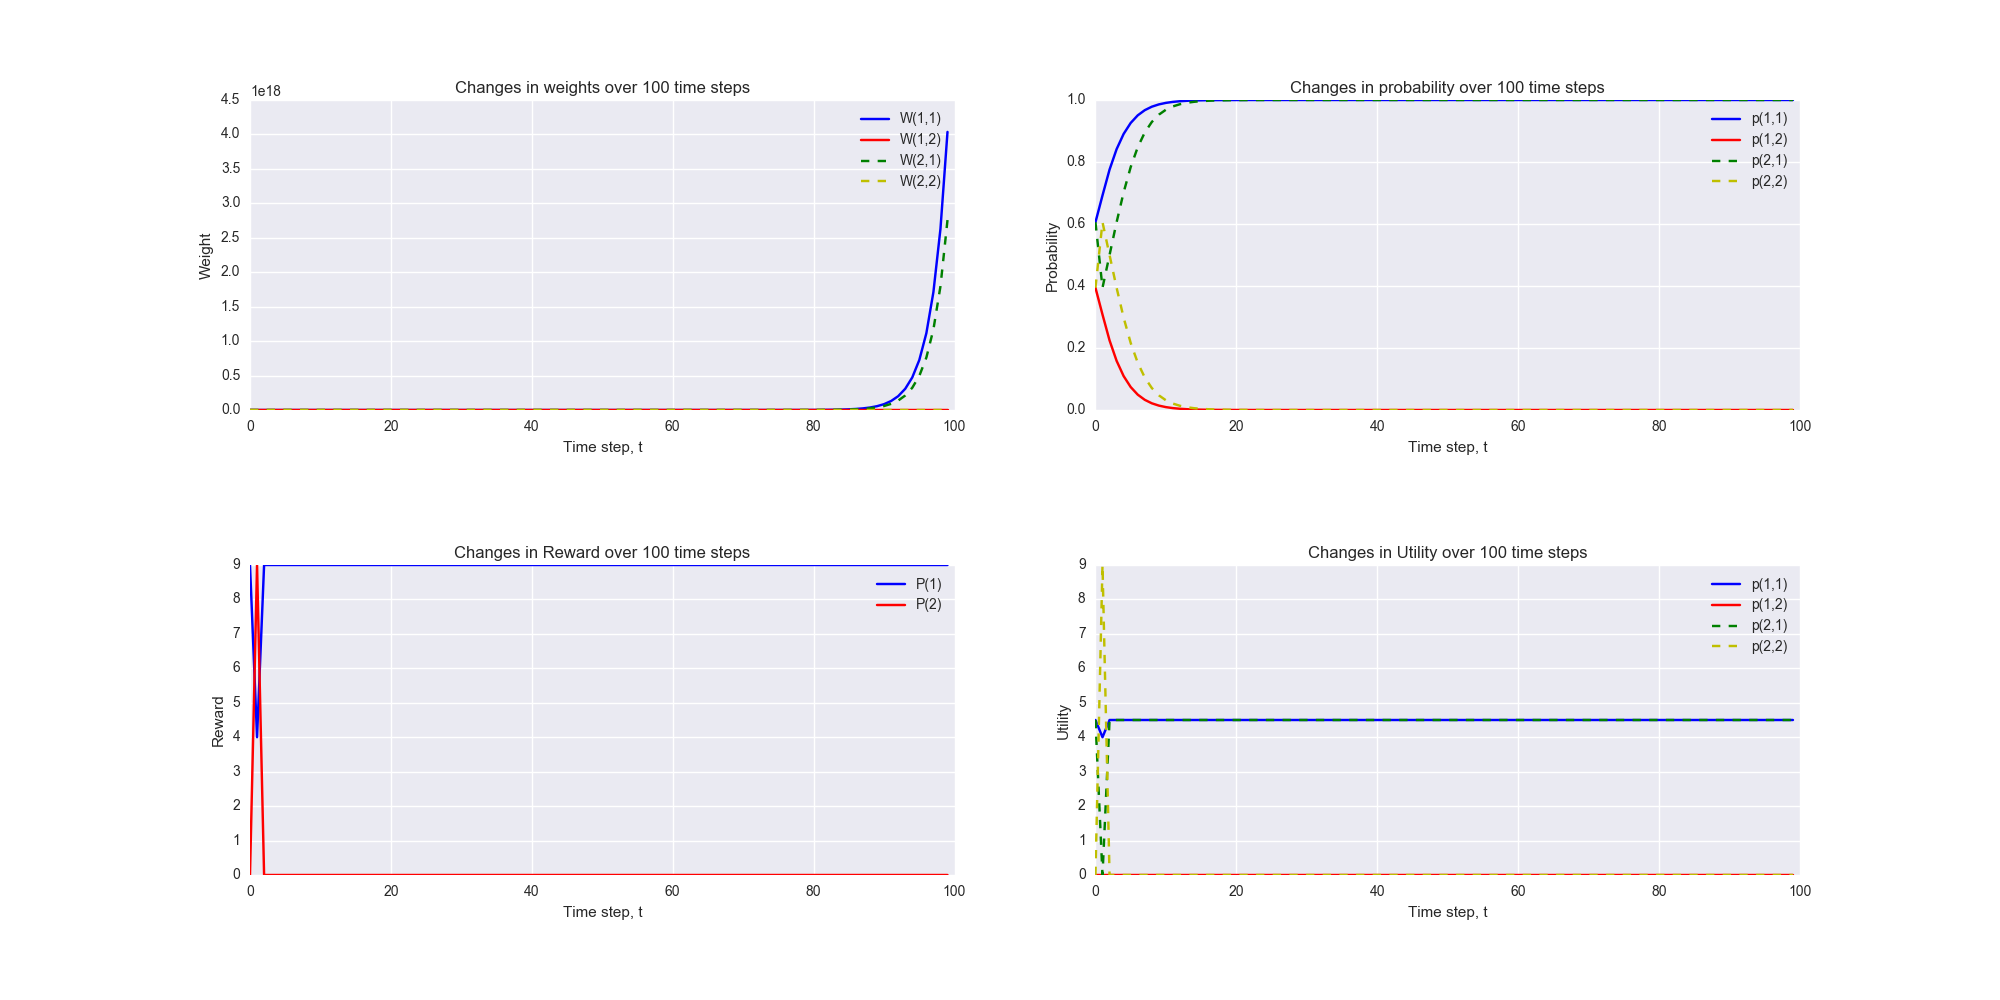 Changes in weights over 100 time steps
1e18
4.5
4.0
3.5
3.0
2.5
2.0
1.5
1.0
0.5
0.0
Weight
W(1,1)
W(1,2)
W(2,1)
W(2,2)
0 20 40 60 80 100
Time step, t
Changes in probability over 100 time steps
1.0
0.8
0.6
0.4
0.2
0.0
Probability
p(1,1)
p(1,2)
p(2,1)
p(2,2)
0 20 40 60 80 100
Time step, t
Changes in Reward over 100 time steps
9
8
7
6
5
4
3
2
1
0
Reward
P(1)
P(2)
0 20 40 60 80 100
Time step, t
Changes in Utility over 100 time steps
9
8
7
6
5
4
3
2
1
0
Utility
p(1,1)
p(1,2)
p(2,1)
p(2,2)
0 20 40 60 80 100
Time step, t